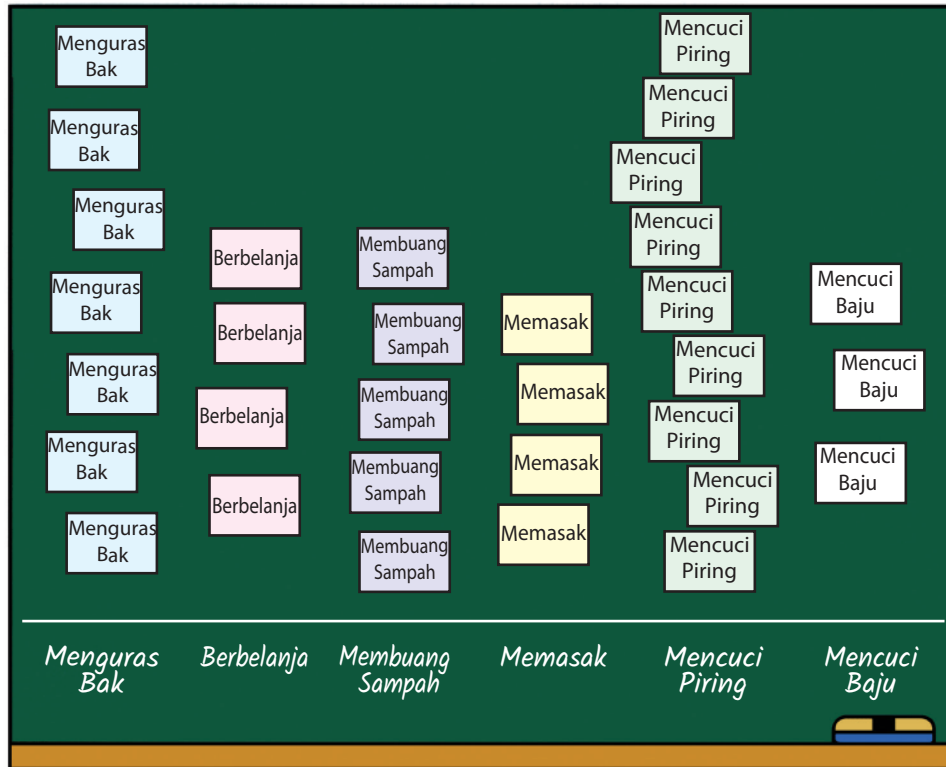 Menguras
Bak
Menguras
Bak
Menguras
Bak
Menguras
Bak
Menguras
Bak
Menguras
Bak
Menguras
Bak
Berbelanja
Berbelanja
Berbelanja
Berbelanja
Membuang
Sampah
Membuang
Sampah
Membuang
Sampah
Membuang
Sampah
Membuang
Sampah
Memasak
Memasak
Memasak
Memasak
Mencuci
Piring
Mencuci
Piring
Mencuci
Piring
Mencuci
Piring
Mencuci
Piring
Mencuci
Piring
Mencuci
Piring
Mencuci
Piring
Mencuci
Piring
Mencuci
Baju
Mencuci
Baju
Mencuci
Baju
Menguras
Bak
Berbelanja
Membuang
Sampah
Memasak
Mencuci
Piring
Mencuci
Baju